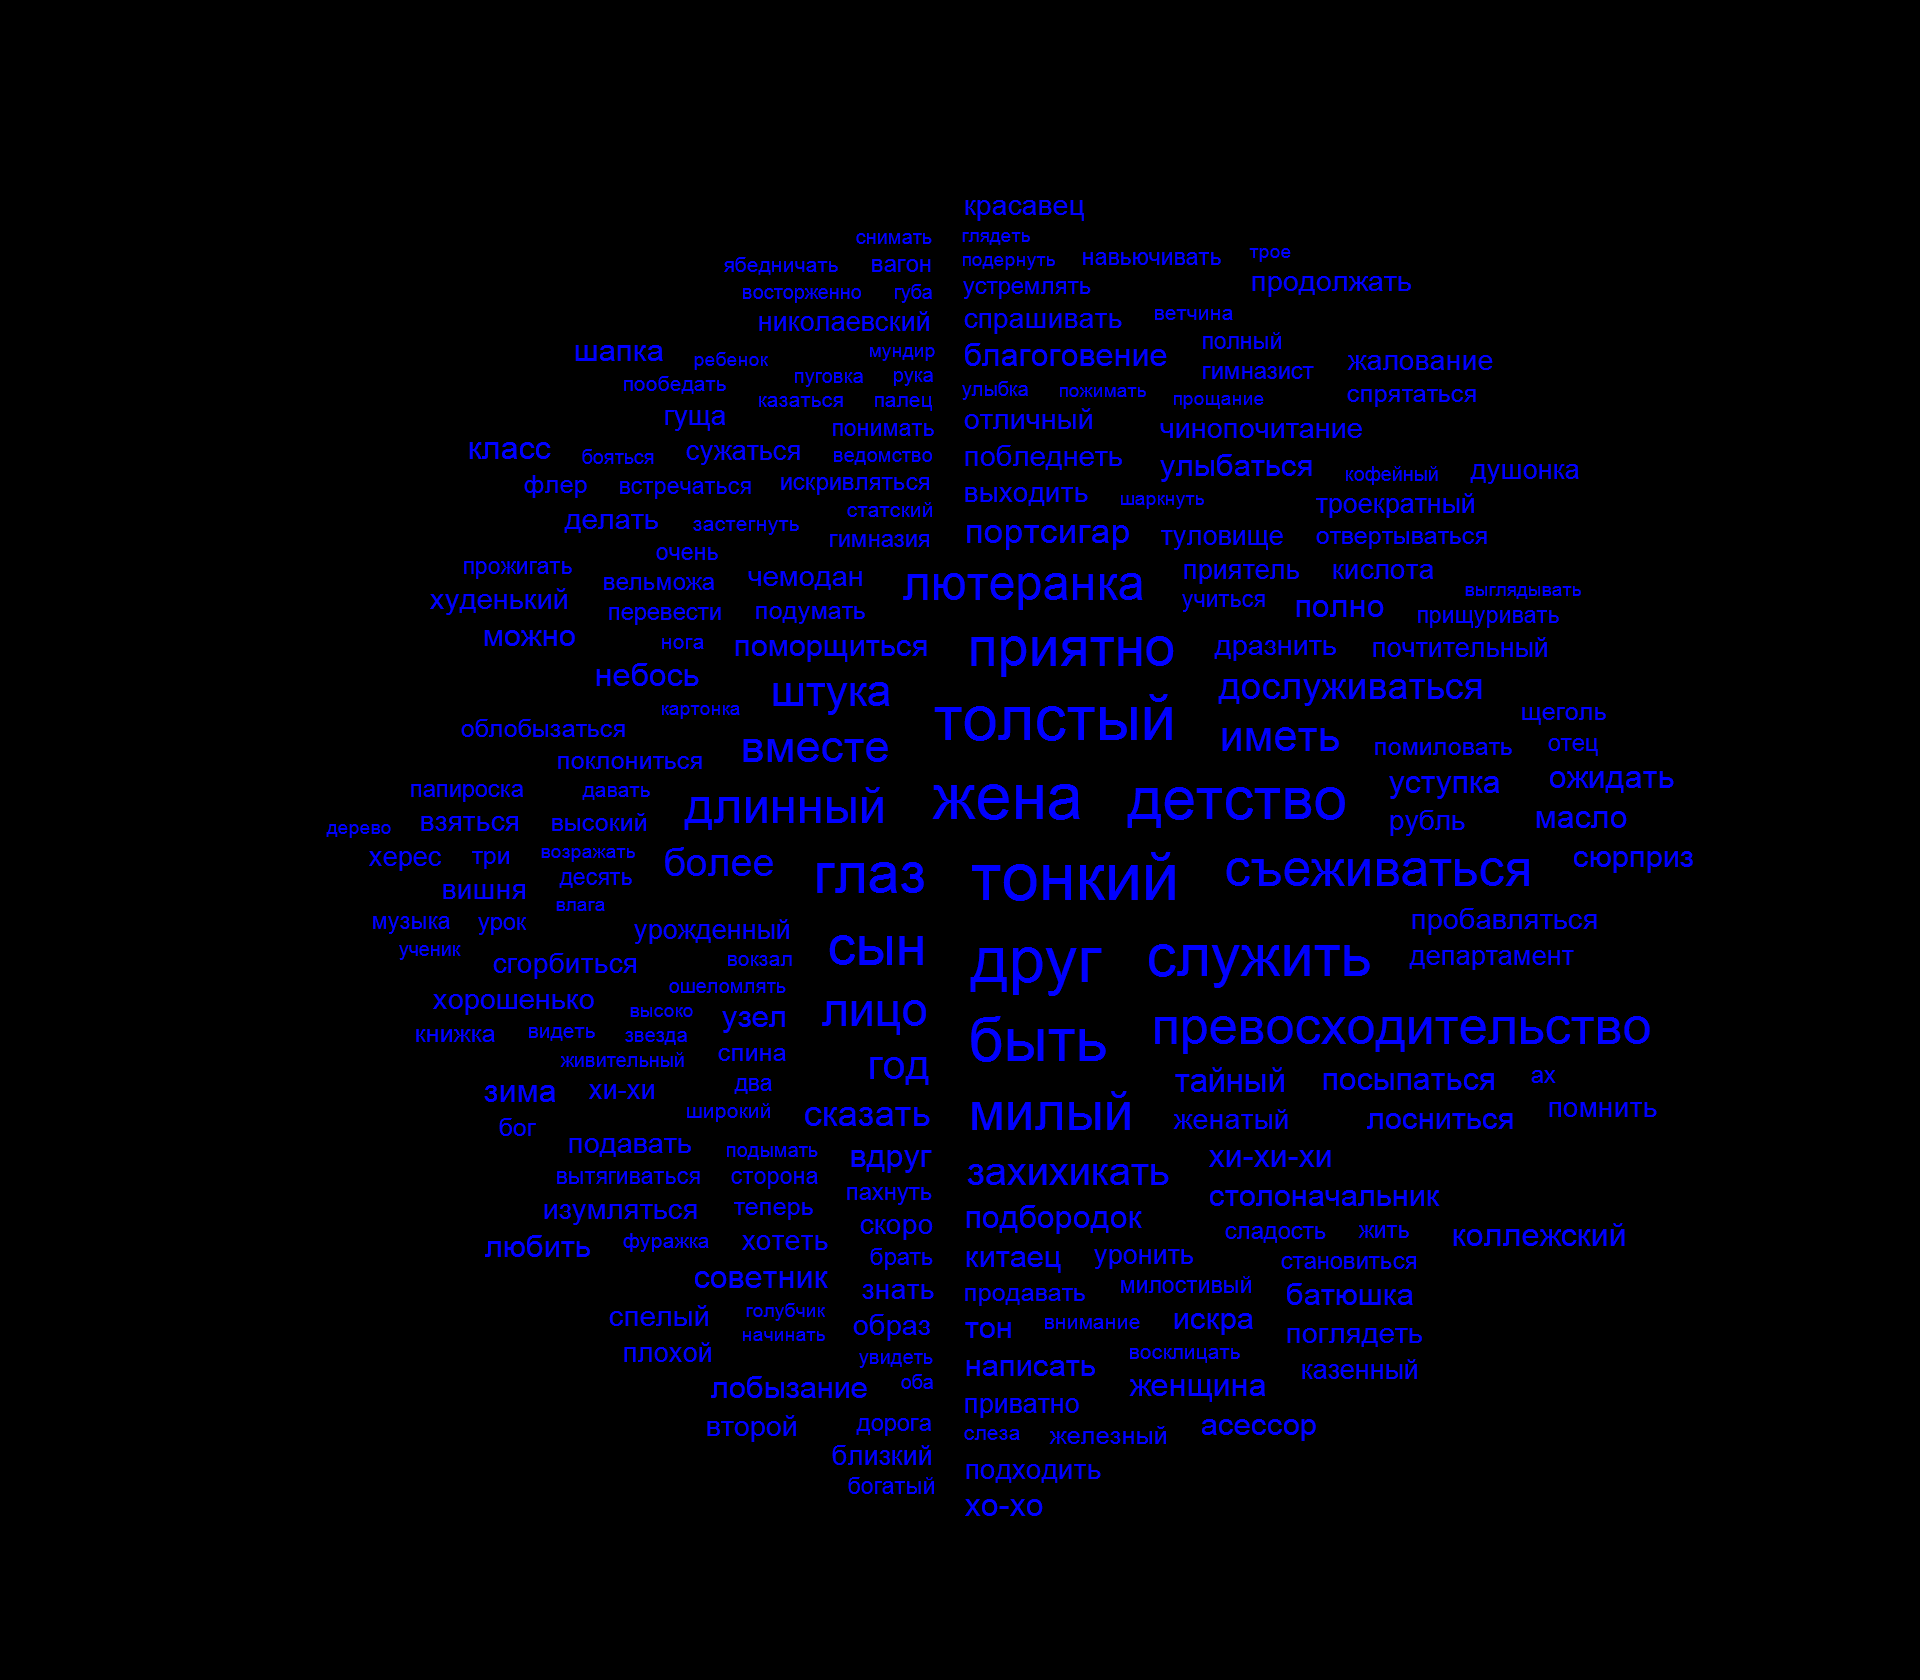 красавец
снимать глядеть
ябедничать вагон подернуть навьючивать трое
восторженно губа устремлять продолжать
николаевский спрашивать ветчина
шапка ребенок мундир благоговение полный жалование
пообедать пуговка рука улыбка пожимать гимназист
казаться палец прощание спрятаться
гуща понимать отличный чинопочитание
класс бояться сужаться ведомство побледнеть улыбаться кофейный душонка
флер встречаться искривляться выходить шаркнуть троекратный
делать застегнуть статский портсигар туловище отвертываться
очень гимназия
прожигать вельможа чемодан лютеранка приятель кислота выглядывать
худенький перевести подумать учиться полно прищуривать
можно нога поморщиться приятно дразнить почтительный
небось штука дослуживаться
картонка толстый щеголь
облобызаться вместе иметь помиловать отец
поклониться
папироска давать длинный жена детство уступка ожидать
дерево взяться высокий рубль масло
херес три возражать более глаз тонкий съеживаться сюрприз
вишня десять
влага
музыка урок урожденный сын пробавляться
ученик сгорбиться вокзал друг служить департамент
ошеломлять
хорошенько высоко узел лицо быть превосходительство
книжка видеть звезда
живительный спина год
зима хи-хи два тайный посыпаться ах
бог широкий сказать милый женатый лосниться помнить
подавать подымать вдруг захихикать хи-хи-хи
вытягиваться сторона
изумляться теперь пахнуть столоначальник
любить фуражка хотеть скоро подбородок сладость жить коллежский
советник брать китаец уронить становиться
знать продавать милостивый батюшка
спелый голубчик образ тон внимание искра поглядеть
плохой начинать увидеть написать восклицать казенный
лобызание оба приватно женщина
второй дорога слеза железный асессор
близкий подходить
богатый хо-хо